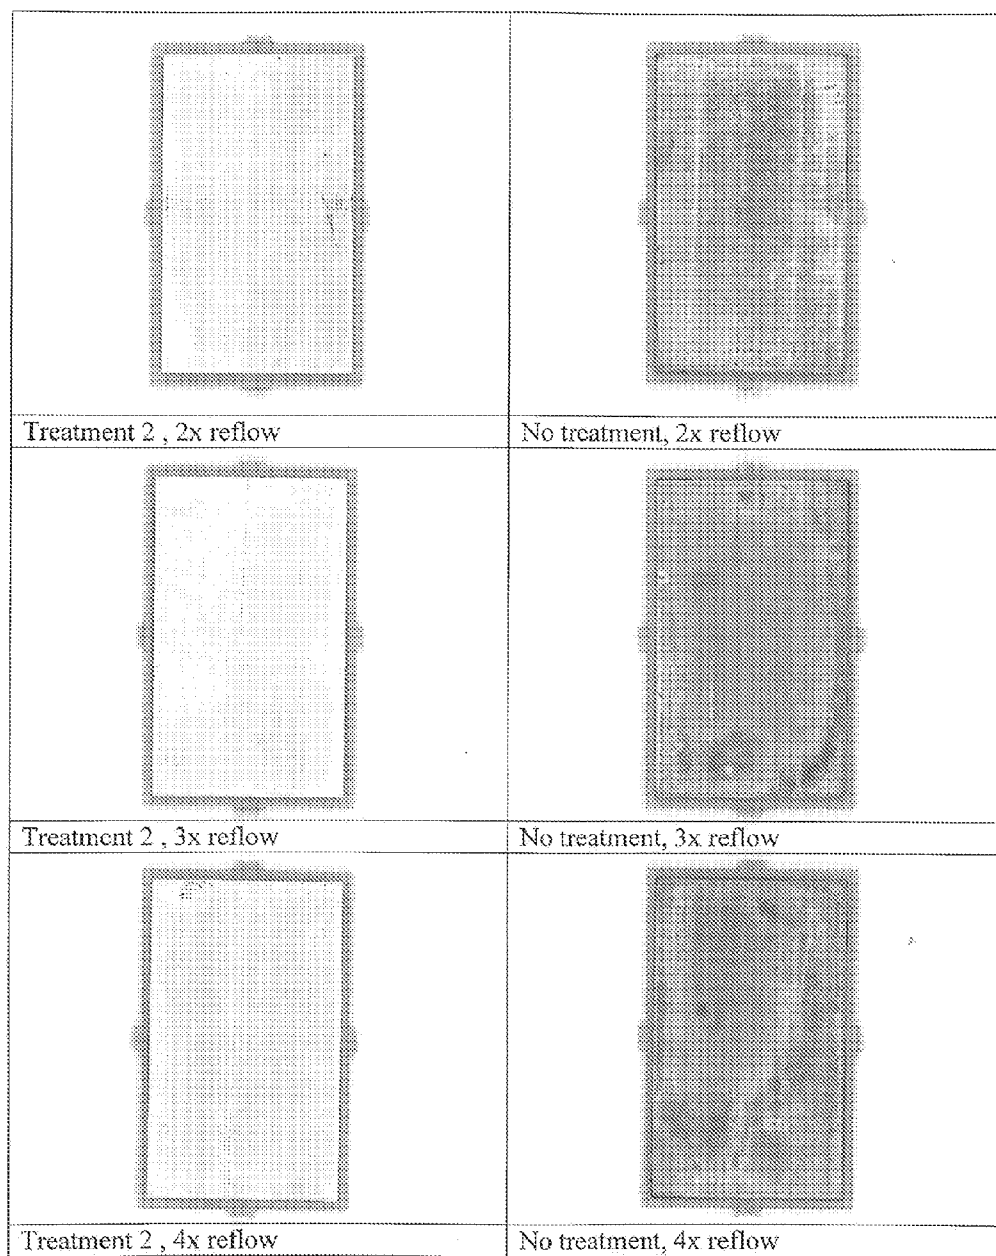 Treatment 2 , 2x reflow
No treatment, 2x reflow
Treatment 2 , 3x reflow
No treatment, 3x reflow
Treatment 2 , 4x reflow
No treatment, 4x reflow